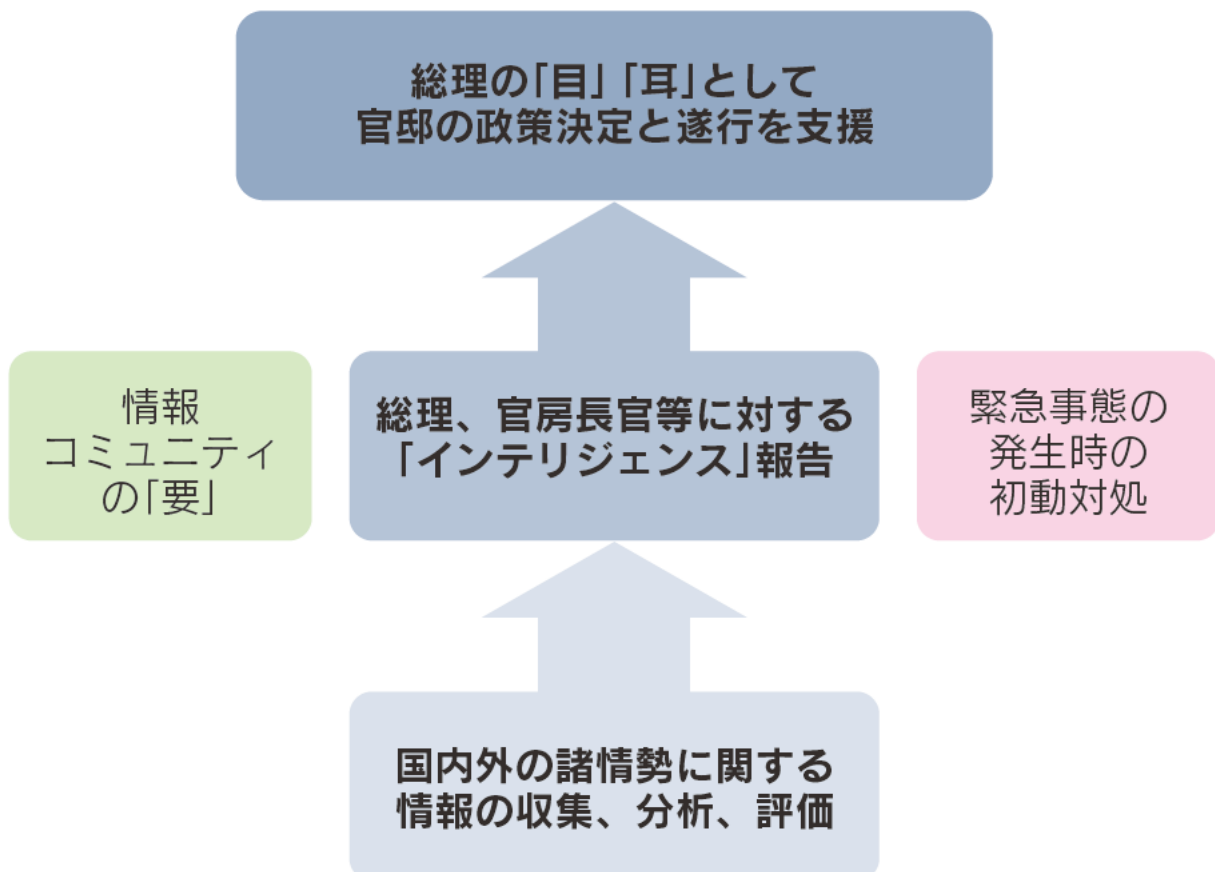 総理の「目」「耳」として
官邸の政策決定と遂行を支援
情報
コミュニティ
の「要」
総理、官房長官等に対する
「インテリジェンス」報告
緊急事態の
発生時の
初動対処
国内外の諸情勢に関する
情報の収集、分析、評価